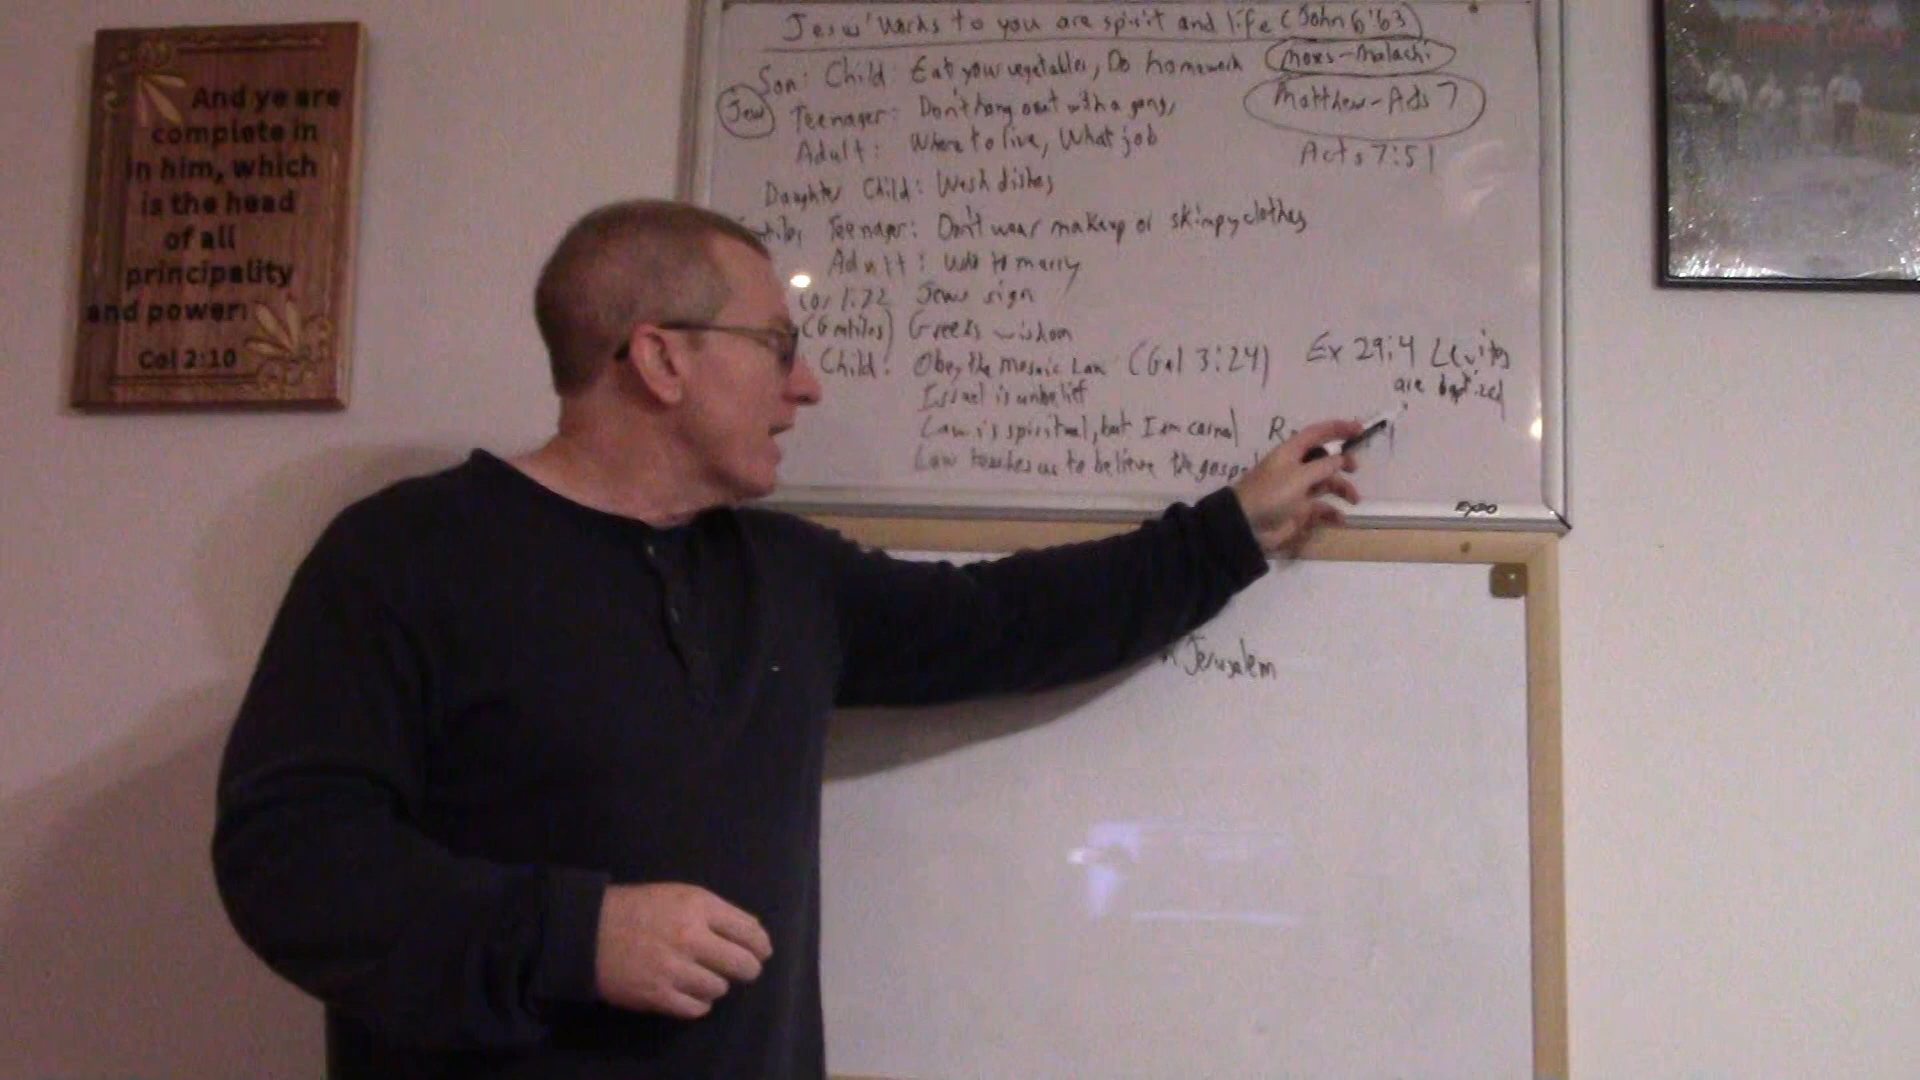 And ye are
complete in
in him, which
is the head
of all
principality
and power:
Col 2:10
Jesus' words to you are spirit and life (John 6:63)
Son: Child: Eat your vegetables, Do homework
Moses-Malachi
Jew
Teenager: Don't hang out with a gang,
Matthew-Acts 7
Adult: Where to live, What job
Acts 7:51
Daughter Child: Wash dishes
Teenager: Don't wear makeup or skimpy clothes
Adult: Who to marry
Cor 1:22 Jews sign
(Gentiles) Greeks wisdom
Child: Obey the Mosaic Law (Gal 3:24)
Ex 29:4 Levites
are baptized
Israel is unbelief
Law is spiritual, but I am carnal
Law teaches us to believe the gospel
EXPO
Jerusalem